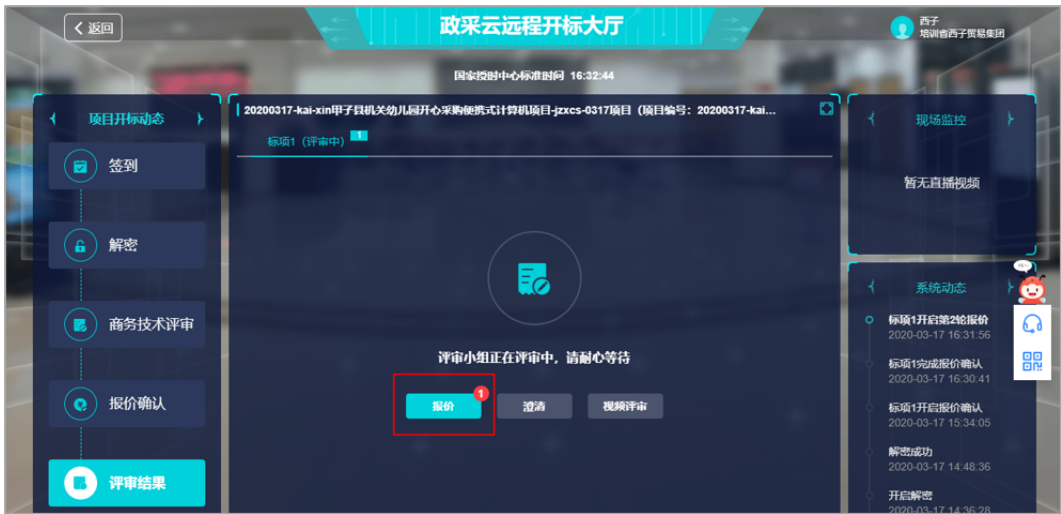 返回
政采云远程开标大厅
西子
培训省西子贸易集团
国家授时中心标准时间 16:32:44
项目开标动态
签到
解密
商务技术评审
报价确认
评审结果
20200317-kai-xin甲子县机关幼儿园开心采购便携式计算机项目-jzxcs-0317项目（项目编号：20200317-kai...
标项1（评审中） 1
评审小组正在评审中，请耐心等待
报价 1
澄清
视频评审
现场监控
暂无直播视频
系统动态
标项1开启第2轮报价
2020-03-17 16:31:56
标项1完成报价确认
2020-03-17 16:30:41
标项1开启报价确认
2020-03-17 15:34:05
解密成功
2020-03-17 14:48:36
开启解密
2020-03-17 14:36:28